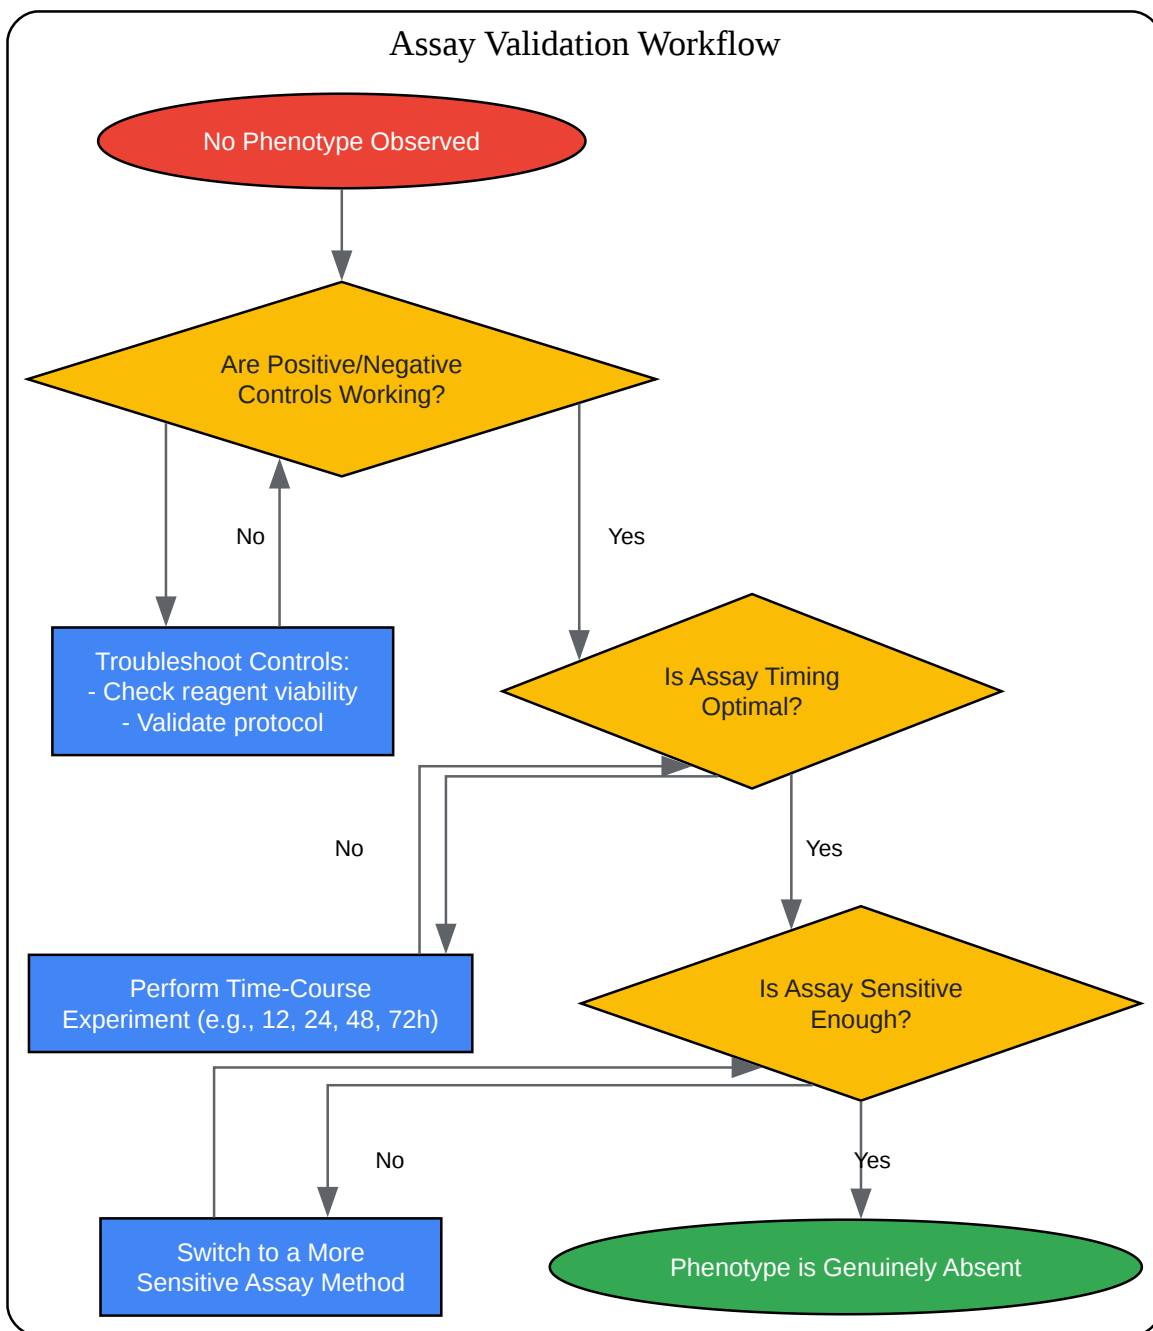 Assay Validation Workflow
No Phenotype Observed
Are Positive/Negative
Controls Working?
No
Yes
Troubleshoot Controls:
- Check reagent viability
- Validate protocol
Is Assay Timing
Optimal?
No
Yes
Perform Time-Course
Experiment (e.g., 12, 24, 48, 72h)
Is Assay Sensitive
Enough?
No
Yes
Switch to a More
Sensitive Assay Method
Phenotype is Genuinely Absent